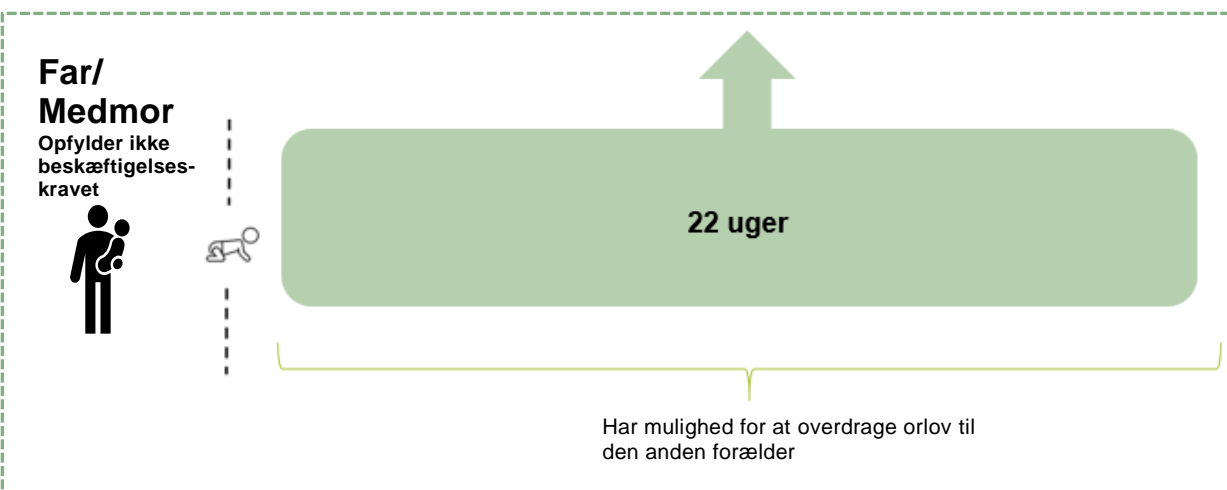 Far/
Medmor
Opfylder ikke
beskæftigelses-
kravet
22 uger
Har mulighed for at overdrage orlov til
den anden forælder